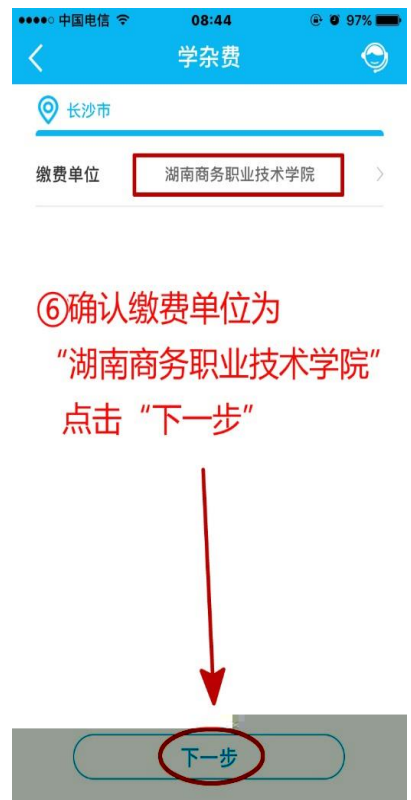 中国电信 08:44 97%
学杂费
长沙市
缴费单位 湖南商务职业技术学院
⑥确认缴费单位为
“湖南商务职业技术学院”
点击“下一步”
下一步